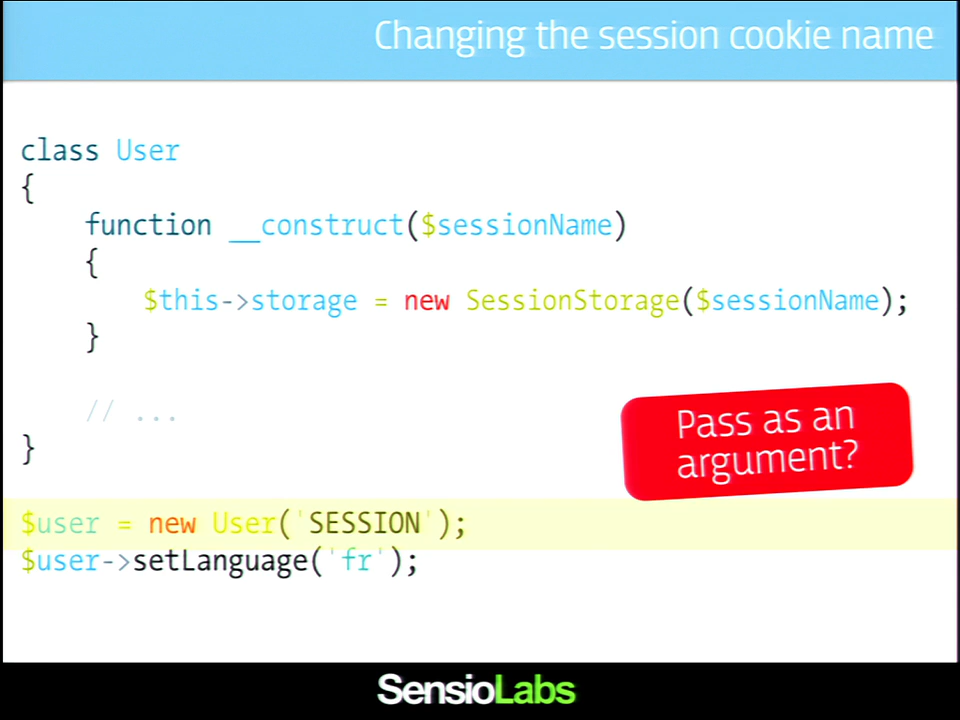 Changing the session cookie name
class User
{
    function __construct($sessionName)
    {
        $this->storage = new SessionStorage($sessionName);
    }

    // ...
}
Pass as an
argument?
$user = new User('SESSION');
$user->setLanguage('fr');
SensioLabs